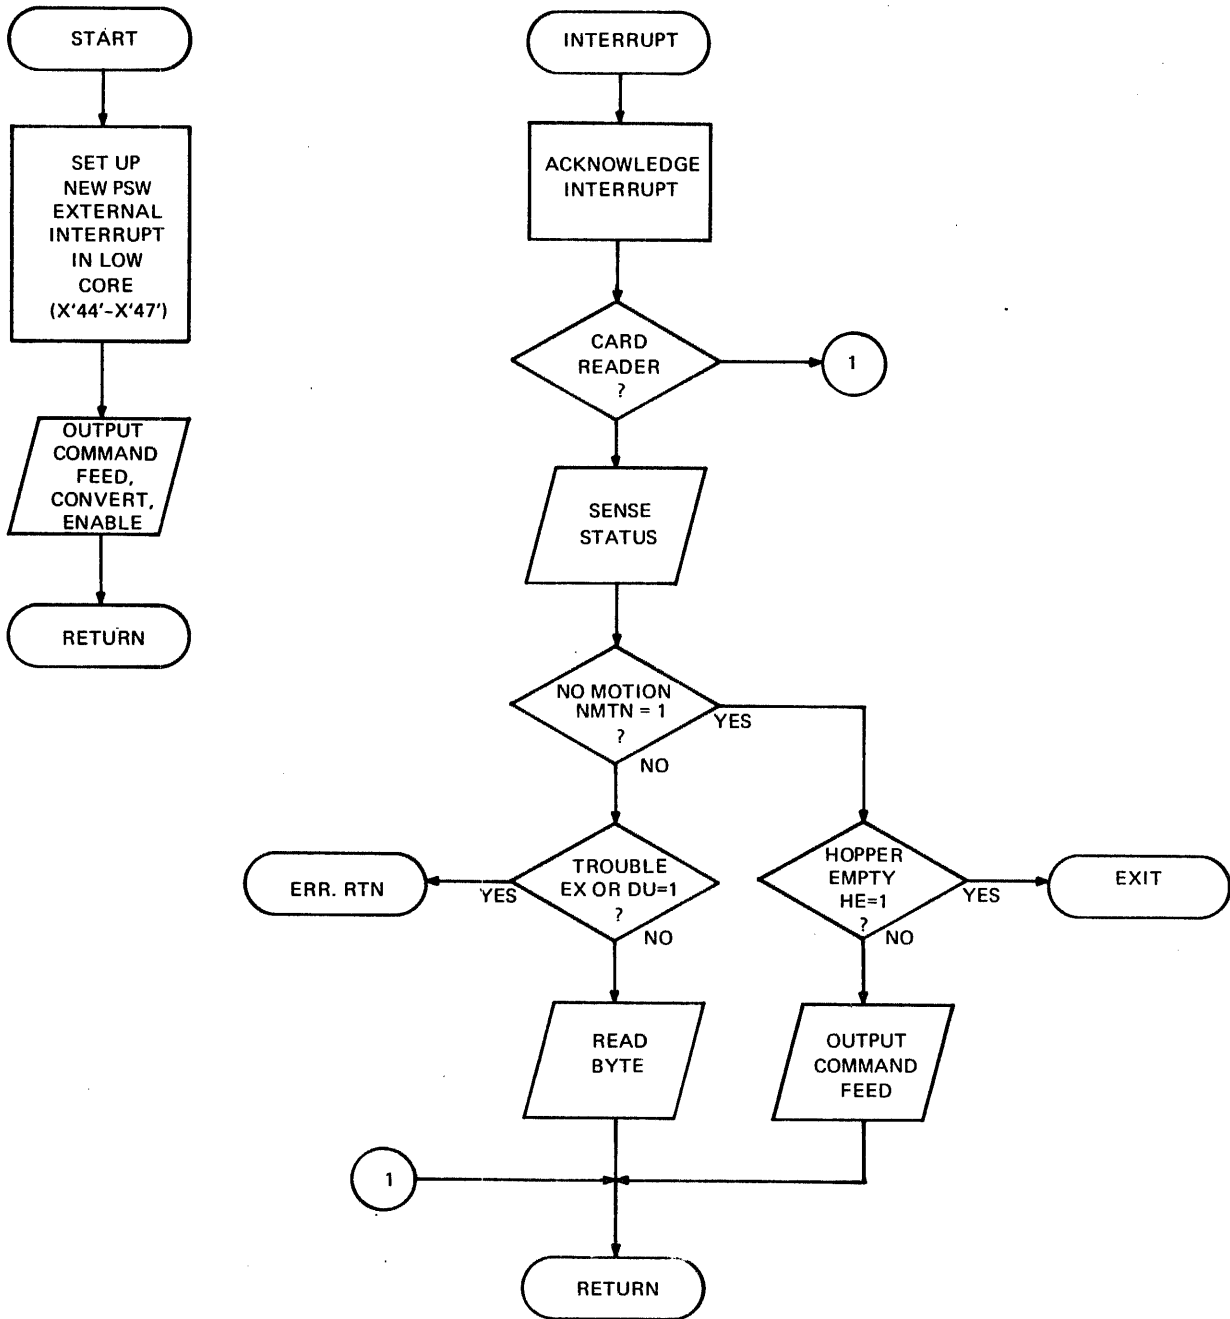 START
SET UP
NEW PSW
EXTERNAL
INTERRUPT
IN LOW
CORE
(X'44'-X'47')
OUTPUT
COMMAND
FEED,
CONVERT,
ENABLE
RETURN
INTERRUPT
ACKNOWLEDGE
INTERRUPT
CARD
READER
?
1
SENSE
STATUS
NO MOTION
NMTN = 1
?
YES
NO
TROUBLE
EX OR DU=1
?
YES
NO
ERR. RTN
HOPPER
EMPTY
HE=1
?
YES
NO
EXIT
READ
BYTE
OUTPUT
COMMAND
FEED
1
RETURN